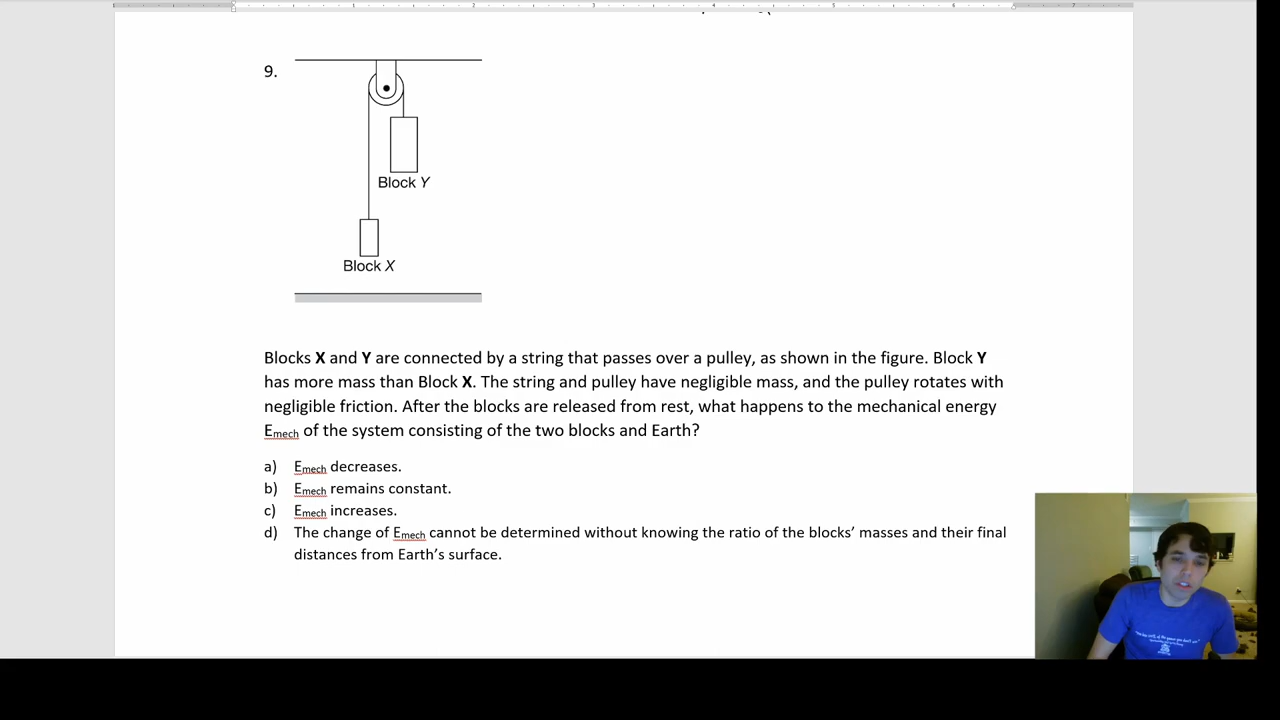 9.
Block Y
Block X
Blocks X and Y are connected by a string that passes over a pulley, as shown in the figure. Block Y
has more mass than Block X. The string and pulley have negligible mass, and the pulley rotates with
negligible friction. After the blocks are released from rest, what happens to the mechanical energy
Emech of the system consisting of the two blocks and Earth?
a) Emech decreases.
b) Emech remains constant.
c) Emech increases.
d) The change of Emech cannot be determined without knowing the ratio of the blocks’ masses and their final
distances from Earth’s surface.